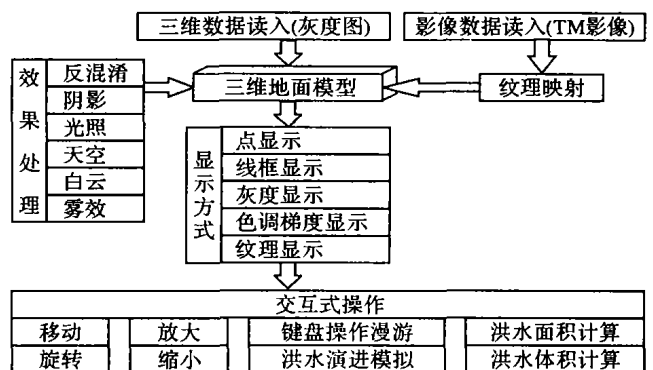 三维数据读入(灰度图)
影像数据读入(TM影像)
效果处理
反混淆
阴影
光照
天空
白云
雾效
三维地面模型
纹理映射
显示方式
点显示
线框显示
灰度显示
色调梯度显示
纹理显示
交互式操作
移动
放大
键盘操作漫游
洪水面积计算
旋转
缩小
洪水演进模拟
洪水体积计算